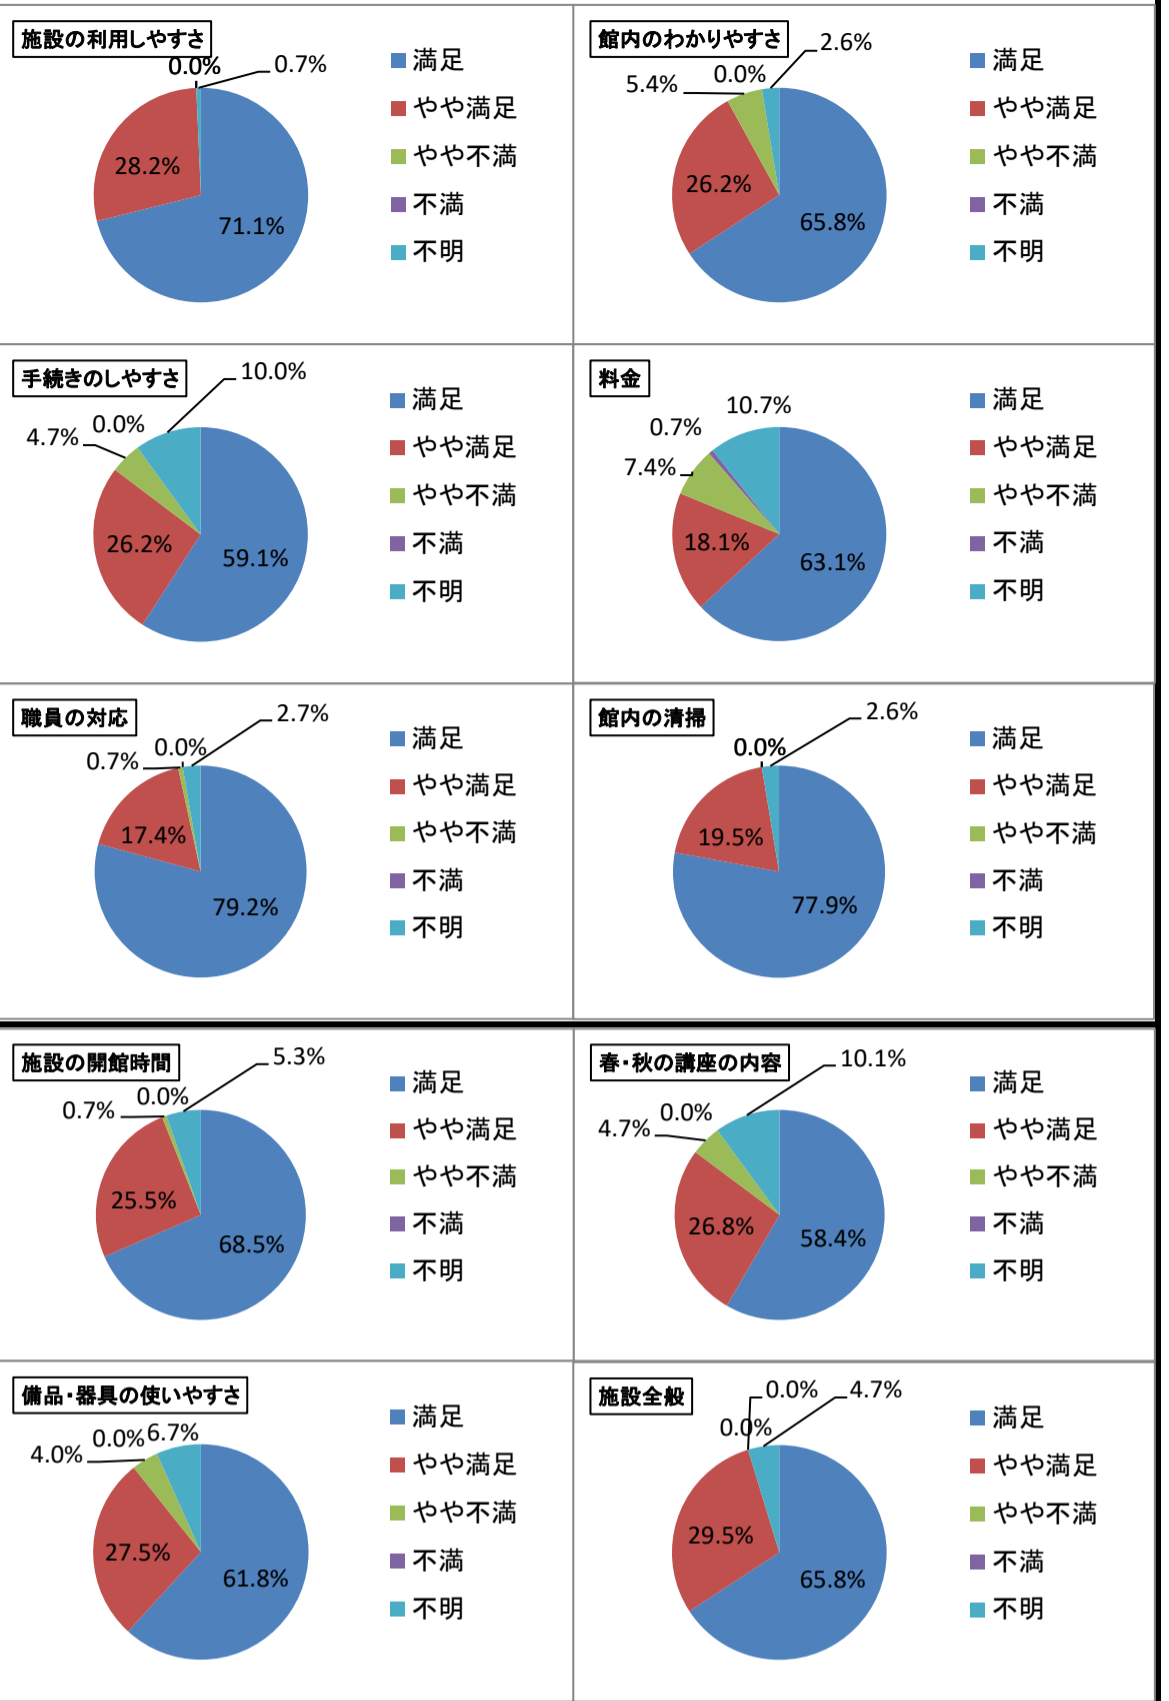 施設の利用しやすさ
0.0%
0.7%
28.2%
71.1%
満足
やや満足
やや不満
不満
不明
館内のわかりやすさ
2.6%
0.0%
5.4%
26.2%
65.8%
満足
やや満足
やや不満
不満
不明
手続きのしやすさ
10.0%
0.0%
4.7%
26.2%
59.1%
満足
やや満足
やや不満
不満
不明
料金
10.7%
0.7%
7.4%
18.1%
63.1%
満足
やや満足
やや不満
不満
不明
職員の対応
2.7%
0.0%
0.7%
17.4%
79.2%
満足
やや満足
やや不満
不満
不明
館内の清掃
2.6%
0.0%
19.5%
77.9%
満足
やや満足
やや不満
不満
不明
施設の開館時間
5.3%
0.0%
0.7%
25.5%
68.5%
満足
やや満足
やや不満
不満
不明
春・秋の講座の内容
10.1%
0.0%
4.7%
26.8%
58.4%
満足
やや満足
やや不満
不満
不明
備品・器具の使いやすさ
6.7%
0.0%
4.0%
27.5%
61.8%
満足
やや満足
やや不満
不満
不明
施設全般
0.0%
4.7%
0.0%
29.5%
65.8%
満足
やや満足
やや不満
不満
不明